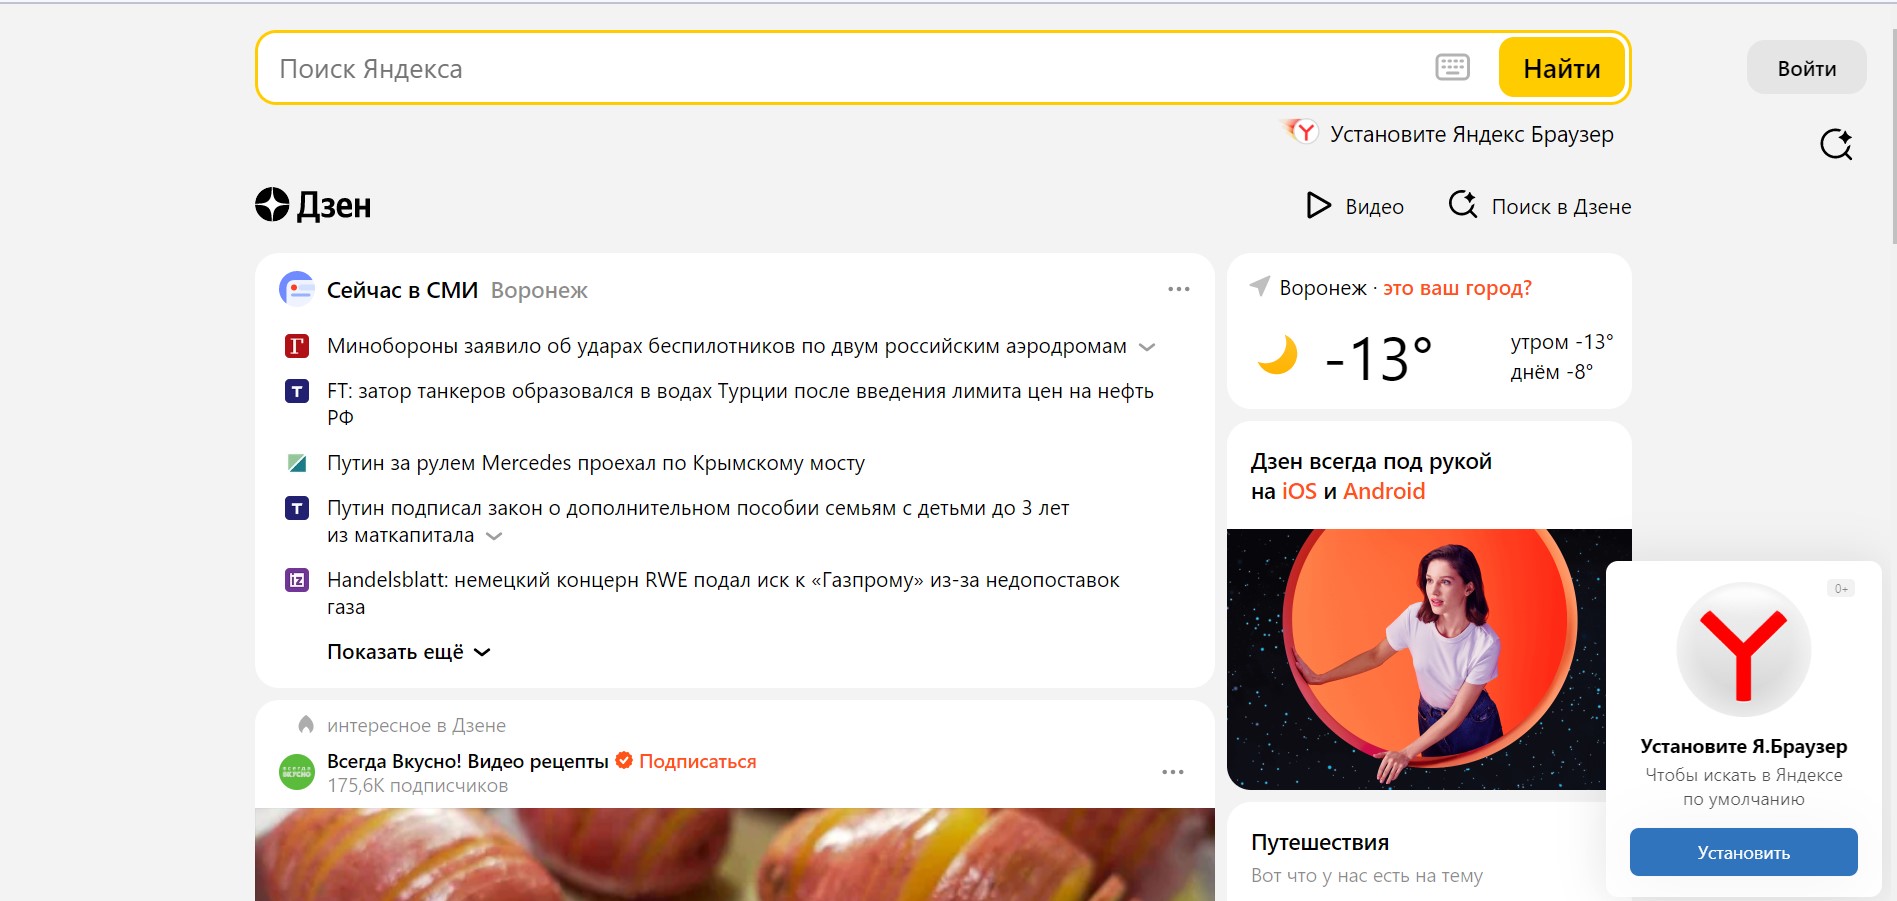 Поиск Яндекса
Найти
Войти
Установите Яндекс Браузер
Дзен
Видео
Поиск в Дзене
Сейчас в СМИ Воронеж
Минобороны заявило об ударах беспилотников по двум российским аэродромам
FT: затор танкеров образовался в водах Турции после введения лимита цен на нефть
РФ
Путин за рулем Mercedes проехал по Крымскому мосту
Путин подписал закон о дополнительном пособии семьям с детьми до 3 лет
из маткапитала
Handelsblatt: немецкий концерн RWE подал иск к «Газпрому» из-за недопоставок
газа
Показать ещё
интересное в Дзене
ВСЕГДА
ВКУСНО
Всегда Вкусно! Видео рецепты Подписаться
175,6K подписчиков
Воронеж · это ваш город?
-13°
утром -13°
днём -8°
Дзен всегда под рукой
на iOS и Android
Путешествия
Вот что у нас есть на тему
0+
Установите Я.Браузер
Чтобы искать в Яндексе
по умолчанию
Установить